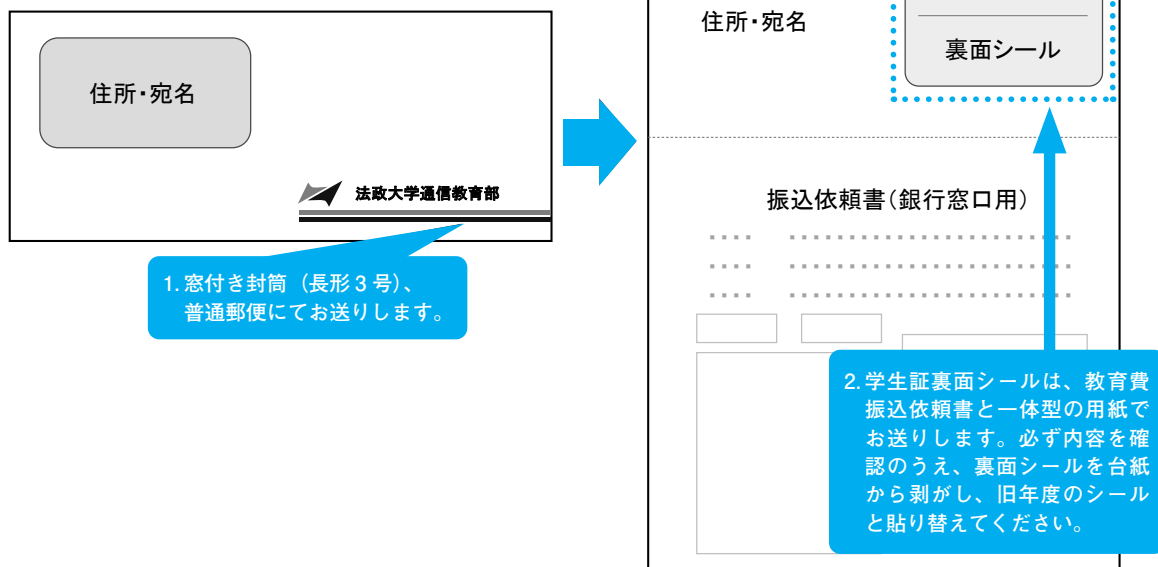 住所・宛名
法政大学通信教育部
1. 窓付き封筒（長形３号）、
普通郵便にてお送りします。
住所・宛名
裏面シール
振込依頼書（銀行窓口用）
2. 学生証裏面シールは、教育費
振込依頼書と一体型の用紙で
お送りします。必ず内容を確
認のうえ、裏面シールを台紙
から剥がし、旧年度のシール
と貼り替えてください。